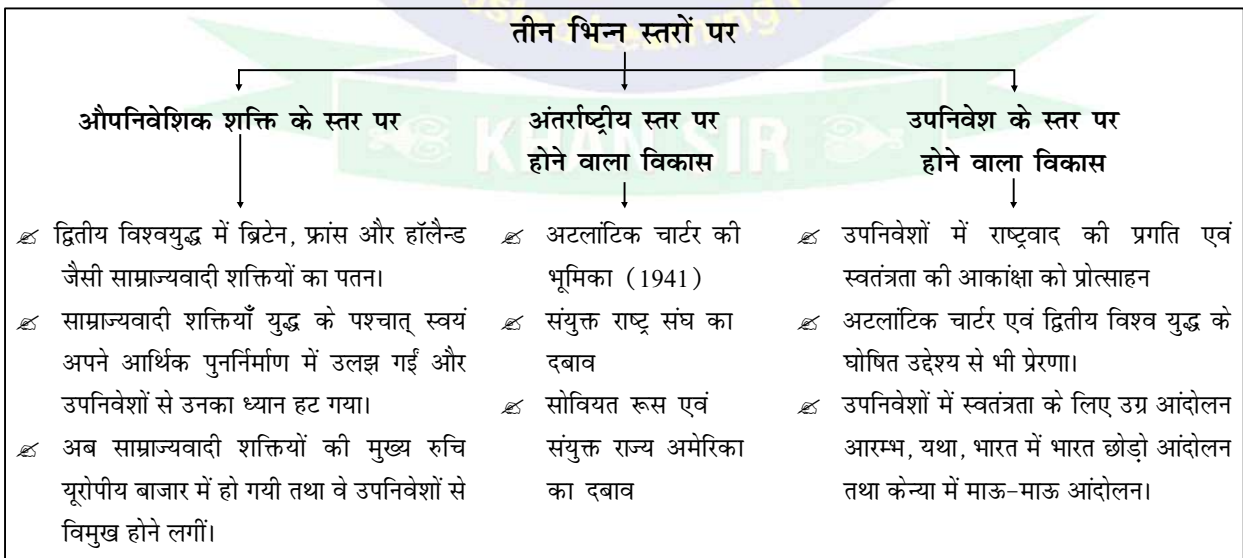 तीन भिन्न स्तरों पर
औपनिवेशिक शक्ति के स्तर पर
द्वितीय विश्वयुद्ध में ब्रिटेन, फ्रांस और हॉलैन्ड
जैसी साम्राज्यवादी शक्तियों का पतन।
साम्राज्यवादी शक्तियाँ युद्ध के पश्चात् स्वयं
अपने आर्थिक पुनर्निर्माण में उलझ गईं और
उपनिवेशों से उनका ध्यान हट गया।
अब साम्राज्यवादी शक्तियों की मुख्य रुचि
यूरोपीय बाजार में हो गयी तथा वे उपनिवेशों से
विमुख होने लगीं।
अंतर्राष्ट्रीय स्तर पर
होने वाला विकास
अटलांटिक चार्टर की
भूमिका (1941)
संयुक्त राष्ट्र संघ का
दबाव
सोवियत रूस एवं
संयुक्त राज्य अमेरिका
का दबाव
उपनिवेश के स्तर पर
होने वाला विकास
उपनिवेशों में राष्ट्रवाद की प्रगति एवं
स्वतंत्रता की आकांक्षा को प्रोत्साहन
अटलांटिक चार्टर एवं द्वितीय विश्व युद्ध के
घोषित उद्देश्य से भी प्रेरणा।
उपनिवेशों में स्वतंत्रता के लिए उग्र आंदोलन
आरम्भ, यथा, भारत में भारत छोड़ो आंदोलन
तथा केन्या में माऊ-माऊ आंदोलन।
KHAN SIR